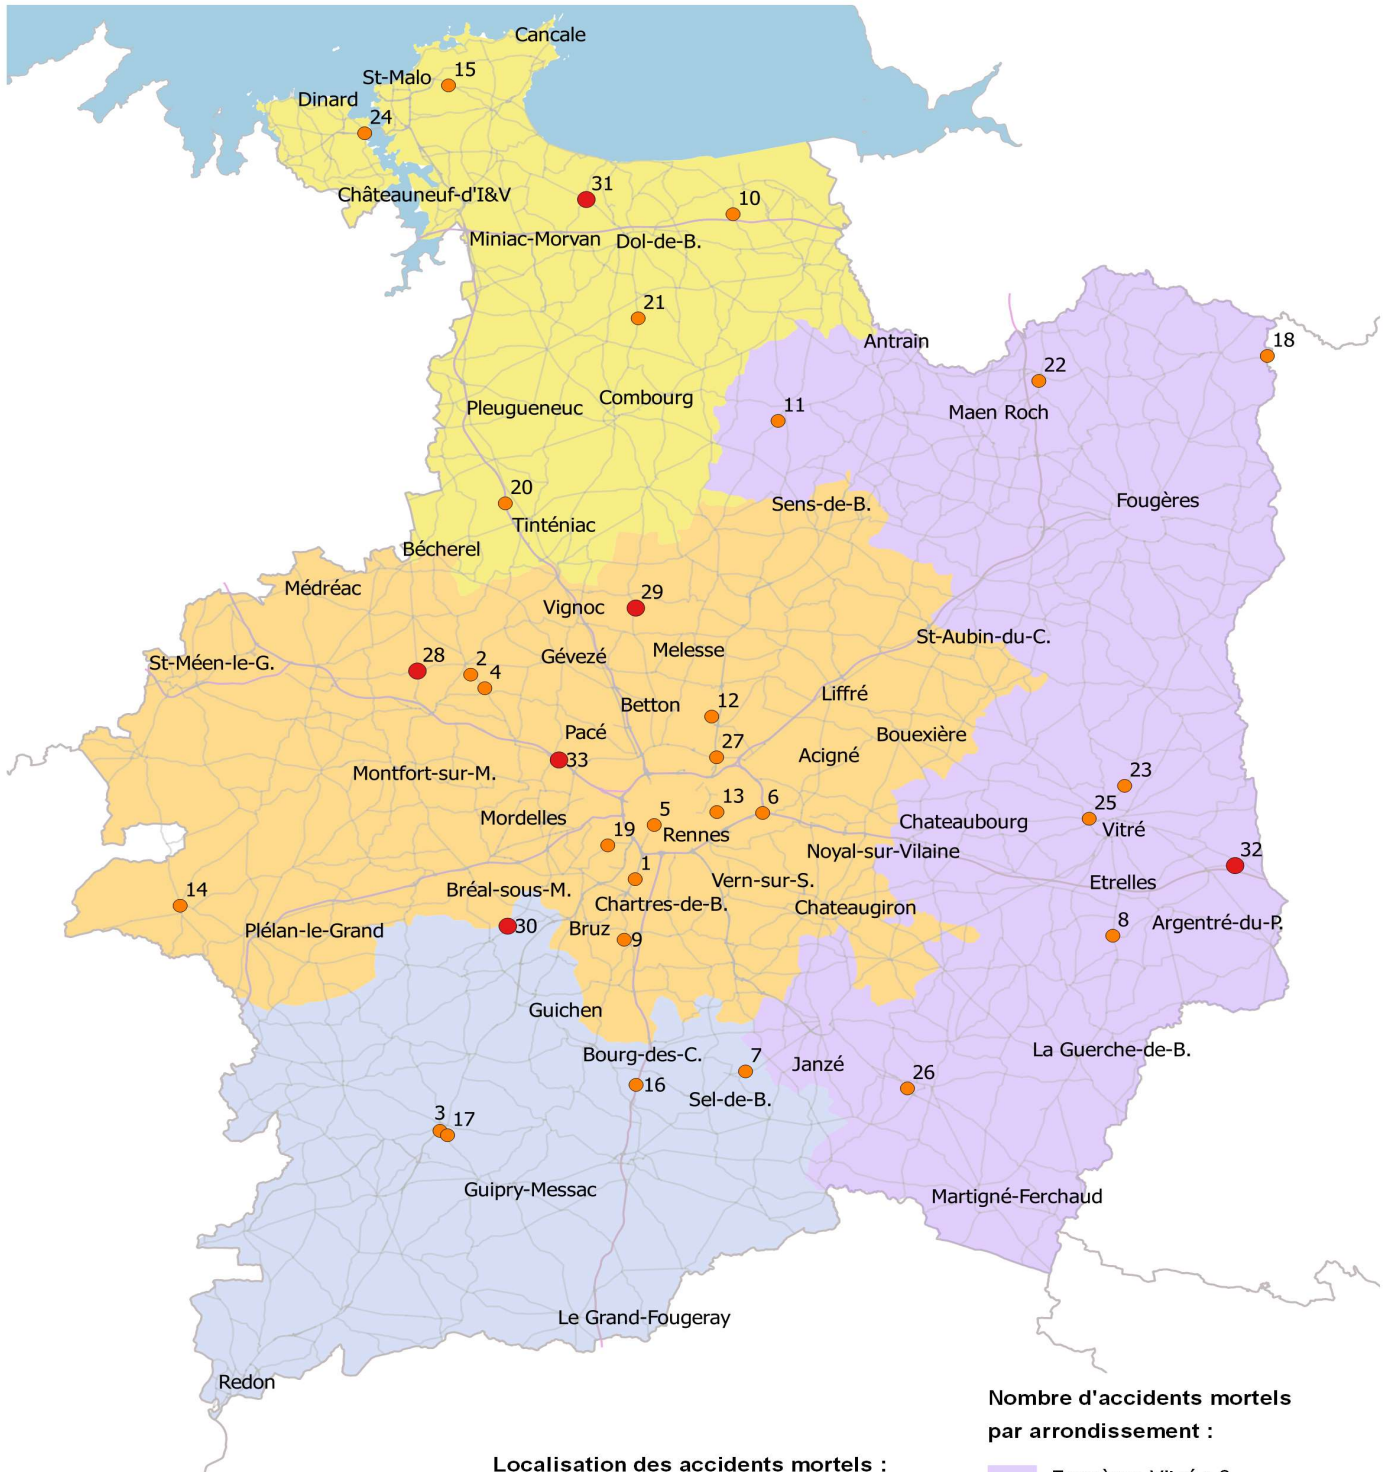 Cancale
St-Malo
15
Dinard
24
Châteauneuf-d'I&V
31
10
Miniac-Morvan
Dol-de-B.
21
Antrain
18
22
Pleugueneuc
Combourg
11
Maen Roch
20
Sens-de-B.
Fougères
Tinténiac
Bécherel
Médréac
29
Vignoc
St-Aubin-du-C.
St-Méen-le-G.
28
2
4
Gévezé
Melesse
Liffré
Betton
12
Pacé
Bouexière
33
27
Acigné
Montfort-sur-M.
23
Mordelles
5
13
6
25
Rennes
Chateaubourg
Vitré
19
Noyal-sur-Vilaine
32
1
14
Bréal-sous-M.
Vern-sur-S.
Etrelles
Chartres-de-B.
Chateaugiron
8
Argentré-du-P.
Plélan-le-Grand
30
Bruz
9
Guichen
Bourg-des-C.
7
Janzé
La Guerche-de-B.
16
Sel-de-B.
26
3
17
Guipry-Messac
Martigné-Ferchaud
Le Grand-Fougeray
Redon
Nombre d'accidents mortels
par arrondissement :
Localisation des accidents mortels :